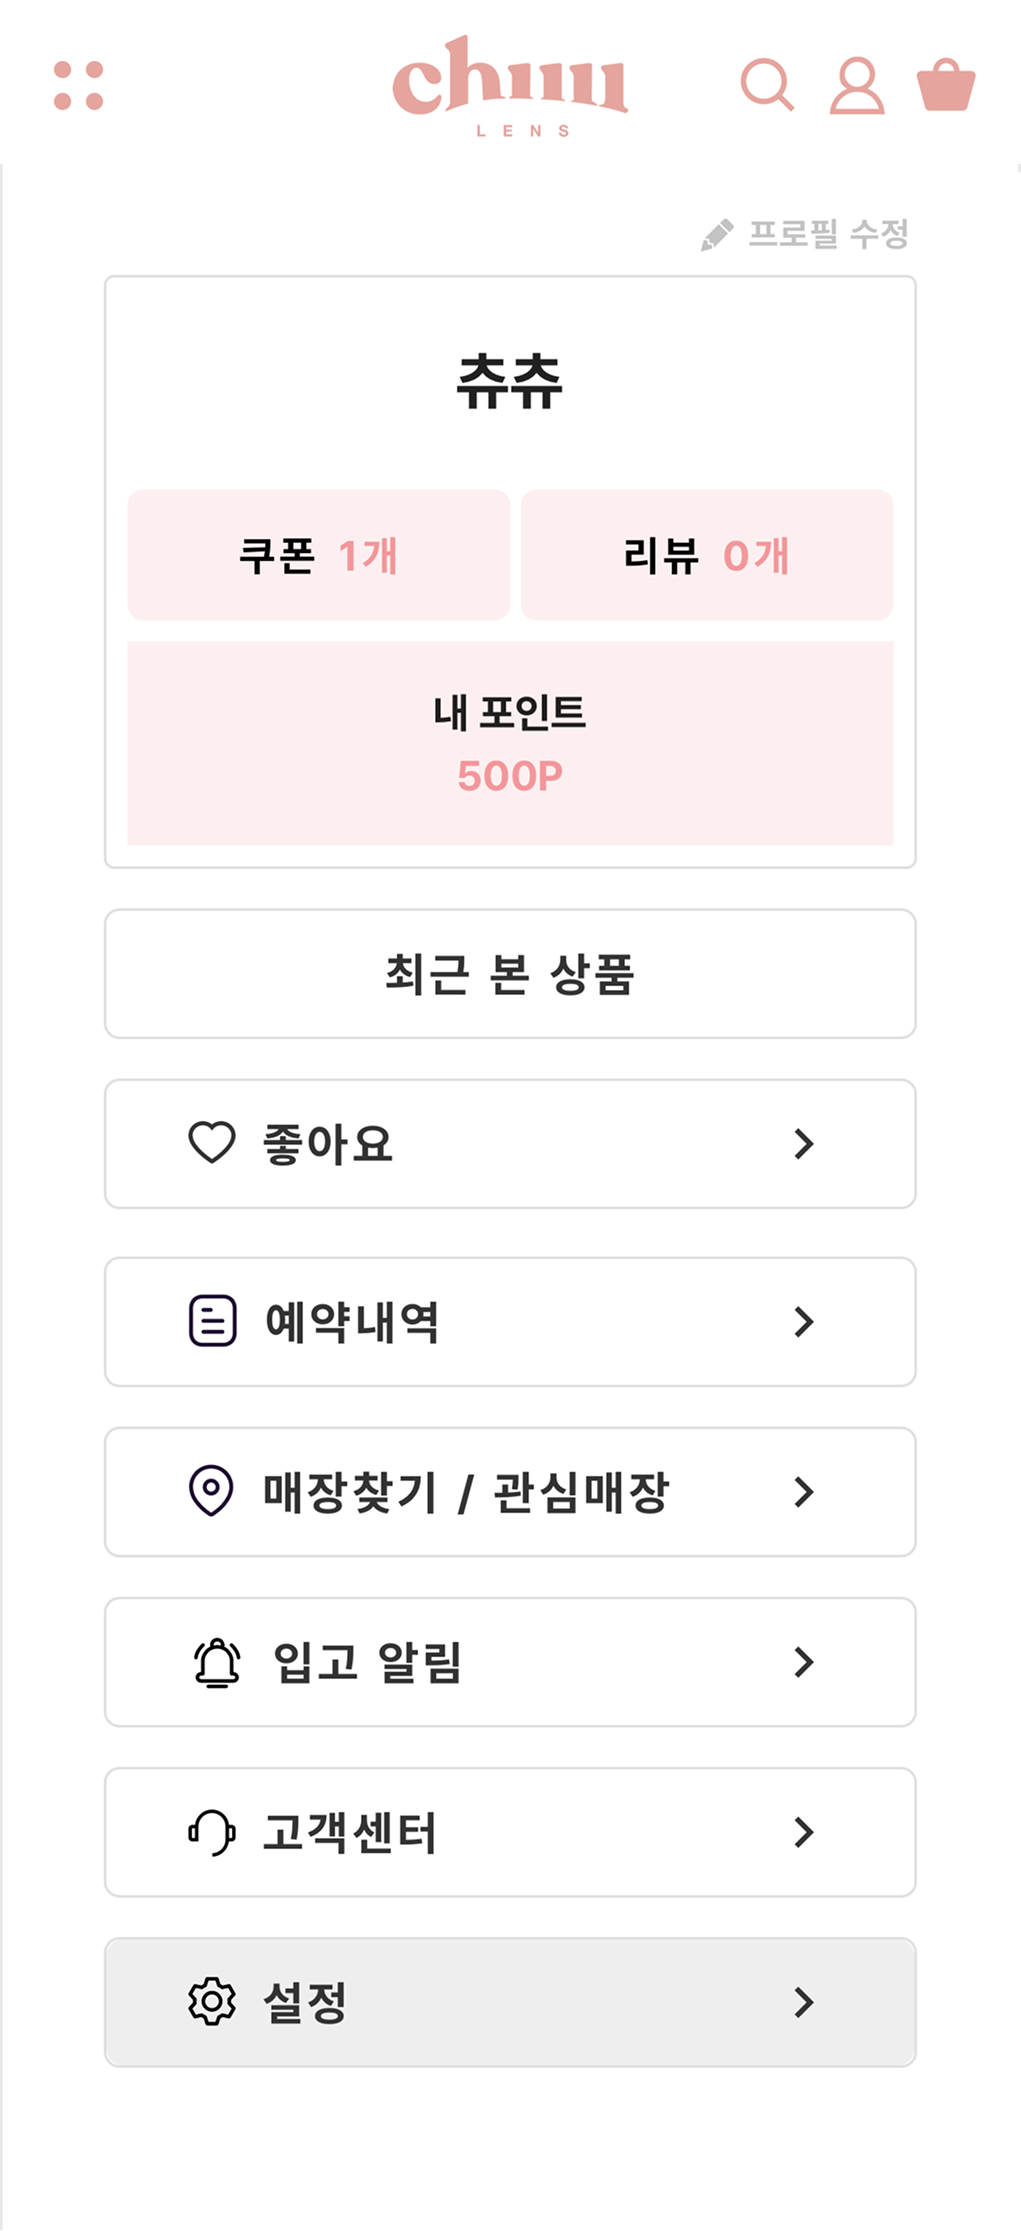 chuu
LENS
프로필 수정
츄츄
쿠폰 1개
리뷰 0개
내 포인트
500P
최근 본 상품
좋아요
예약내역
매장찾기 / 관심매장
입고 알림
고객센터
설정